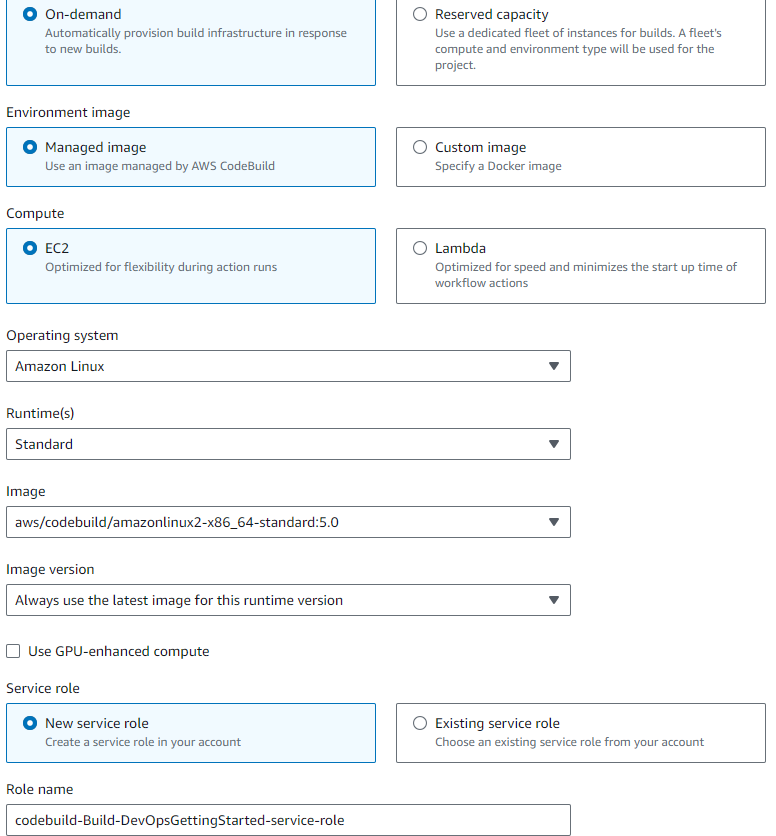 On-demand
Automatically provision build infrastructure in response
to new builds.
Reserved capacity
Use a dedicated fleet of instances for builds. A fleet's
compute and environment type will be used for the
project.
Environment image
Managed image
Use an image managed by AWS CodeBuild
Custom image
Specify a Docker image
Compute
EC2
Optimized for flexibility during action runs
Lambda
Optimized for speed and minimizes the start up time of
workflow actions
Operating system
Amazon Linux
Runtime(s)
Standard
Image
aws/codebuild/amazonlinux2-x86_64-standard:5.0
Image version
Always use the latest image for this runtime version
Use GPU-enhanced compute
Service role
New service role
Create a service role in your account
Existing service role
Choose an existing service role from your account
Role name
codebuild-Build-DevOpsGettingStarted-service-role